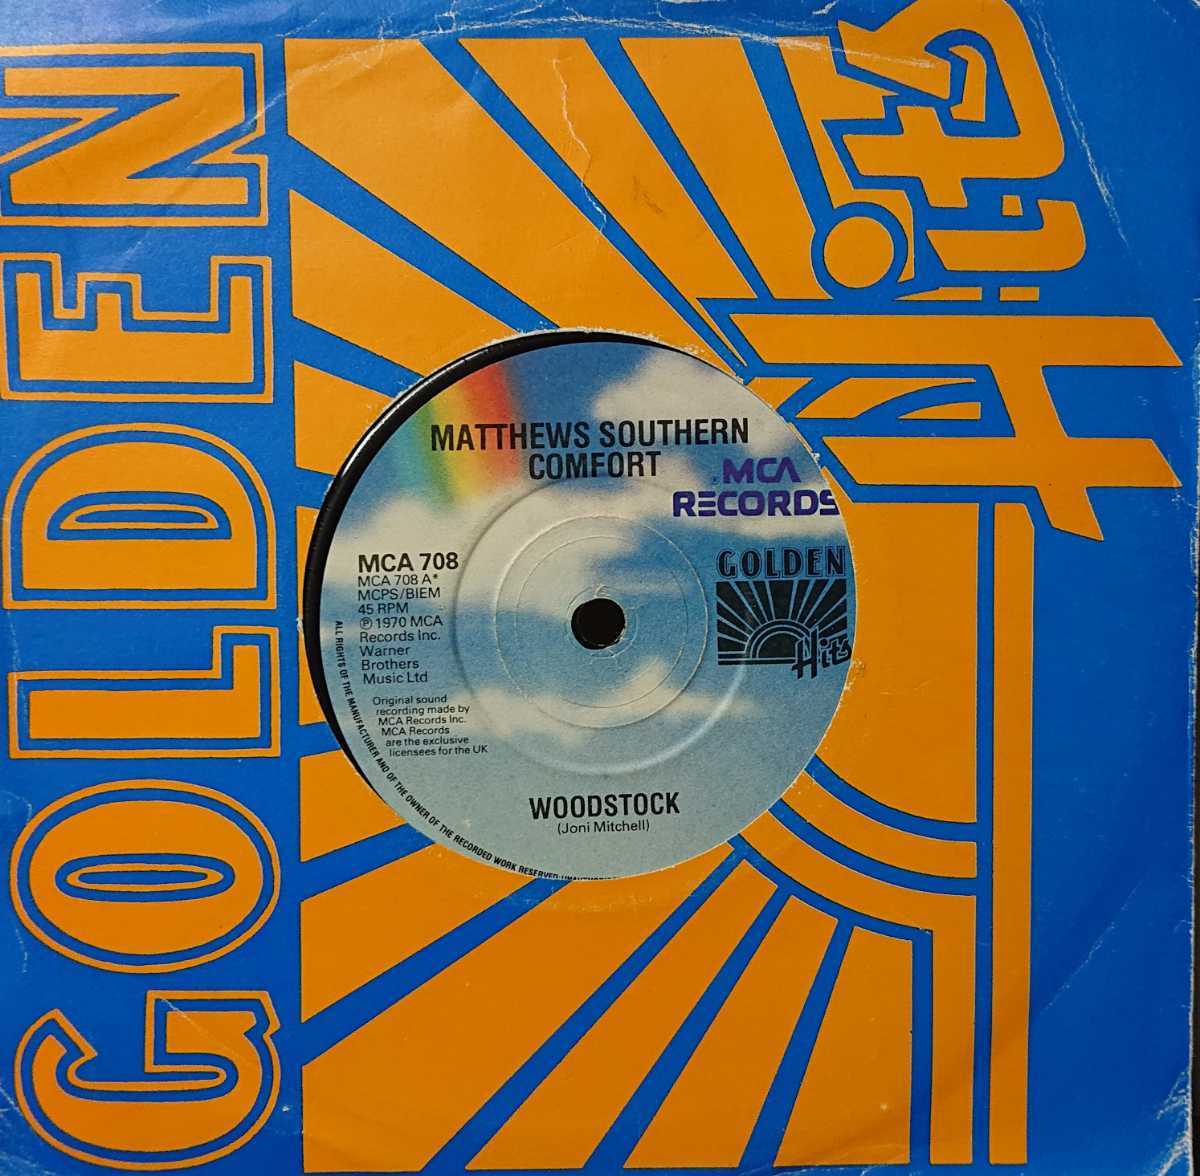 GOLDEN
Hits
MATTHEWS SOUTHERN
COMFORT
MCA
RECORDS
MCA 708
MCA 708 A*
MCPS/BIEM
45 RPM
Ⓟ 1970 MCA
Records Inc.
Warner
Brothers
Music Ltd
Original sound
recording made by
MCA Records Inc.
MCA Records
are the exclusive
licensees for the UK
GOLDEN
Hits
WOODSTOCK
(Joni Mitchell)
ALL RIGHTS OF THE MANUFACTURER AND OF THE OWNER OF THE RECORDED WORK RESERVED